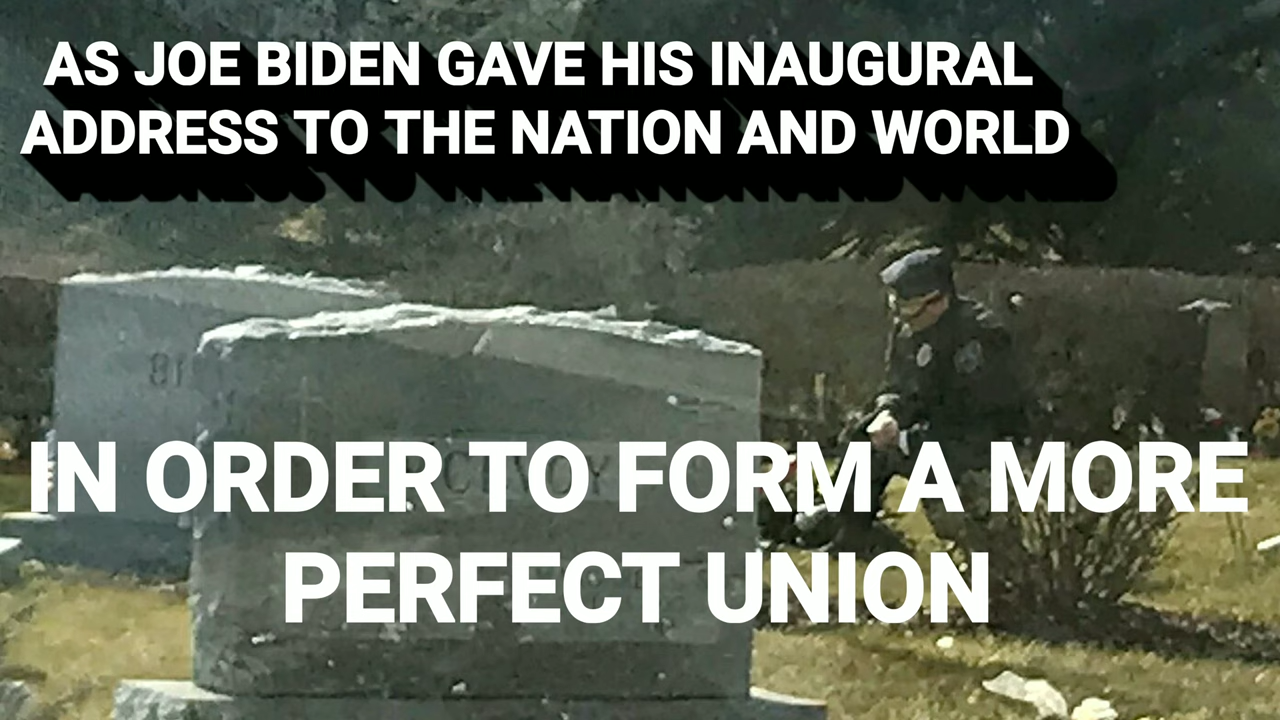 AS JOE BIDEN GAVE HIS INAUGURAL
ADDRESS TO THE NATION AND WORLD
IN ORDER TO FORM A MORE
PERFECT UNION